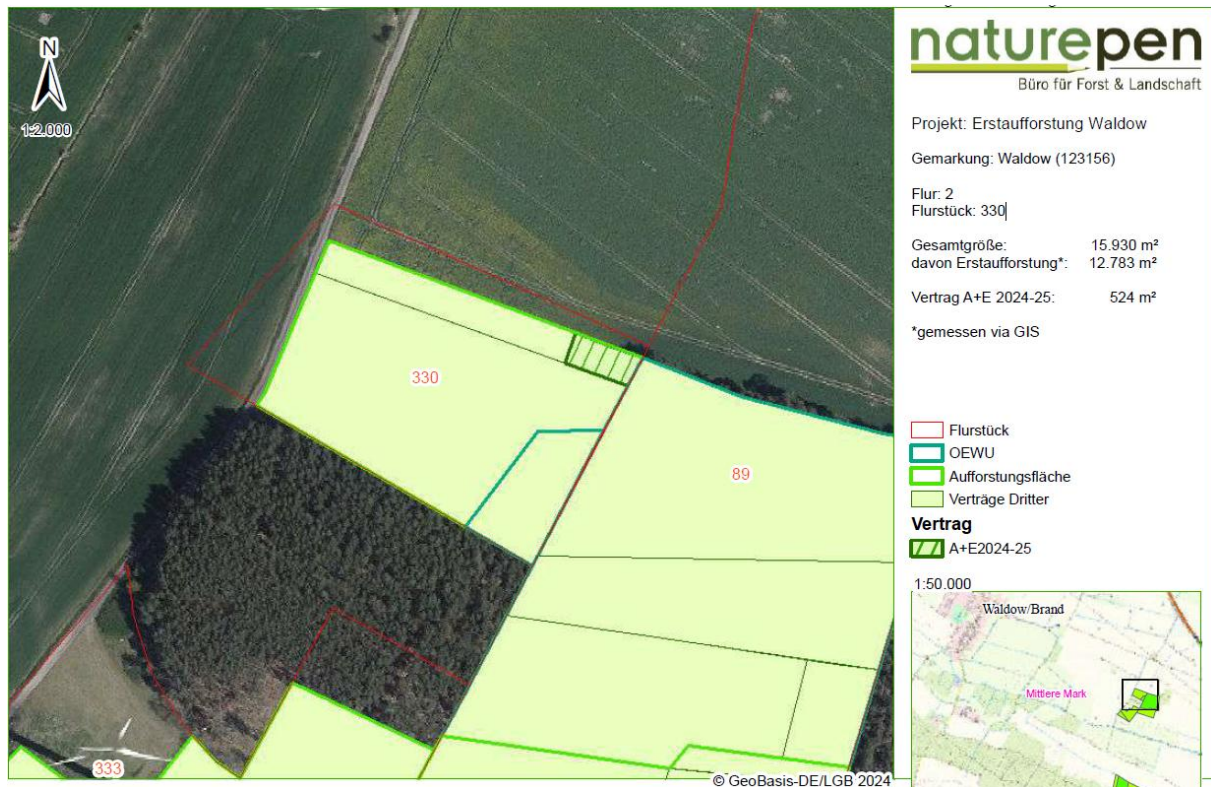 N
1:2.000
330
89
333
© GeoBasis-DE/LGB 2024
naturepen
Büro für Forst & Landschaft
Projekt: Erstaufforstung Waldow
Gemarkung: Waldow (123156)
Flur: 2
Flurstück: 330
Gesamtgröße: 15.930 m²
davon Erstaufforstung*: 12.783 m²
Vertrag A+E 2024-25: 524 m²
*gemessen via GIS
Flurstück
OEWU
Aufforstungsfläche
Verträge Dritter
Vertrag
A+E2024-25
1:50.000
Waldow/Brand
Mittlere Mark